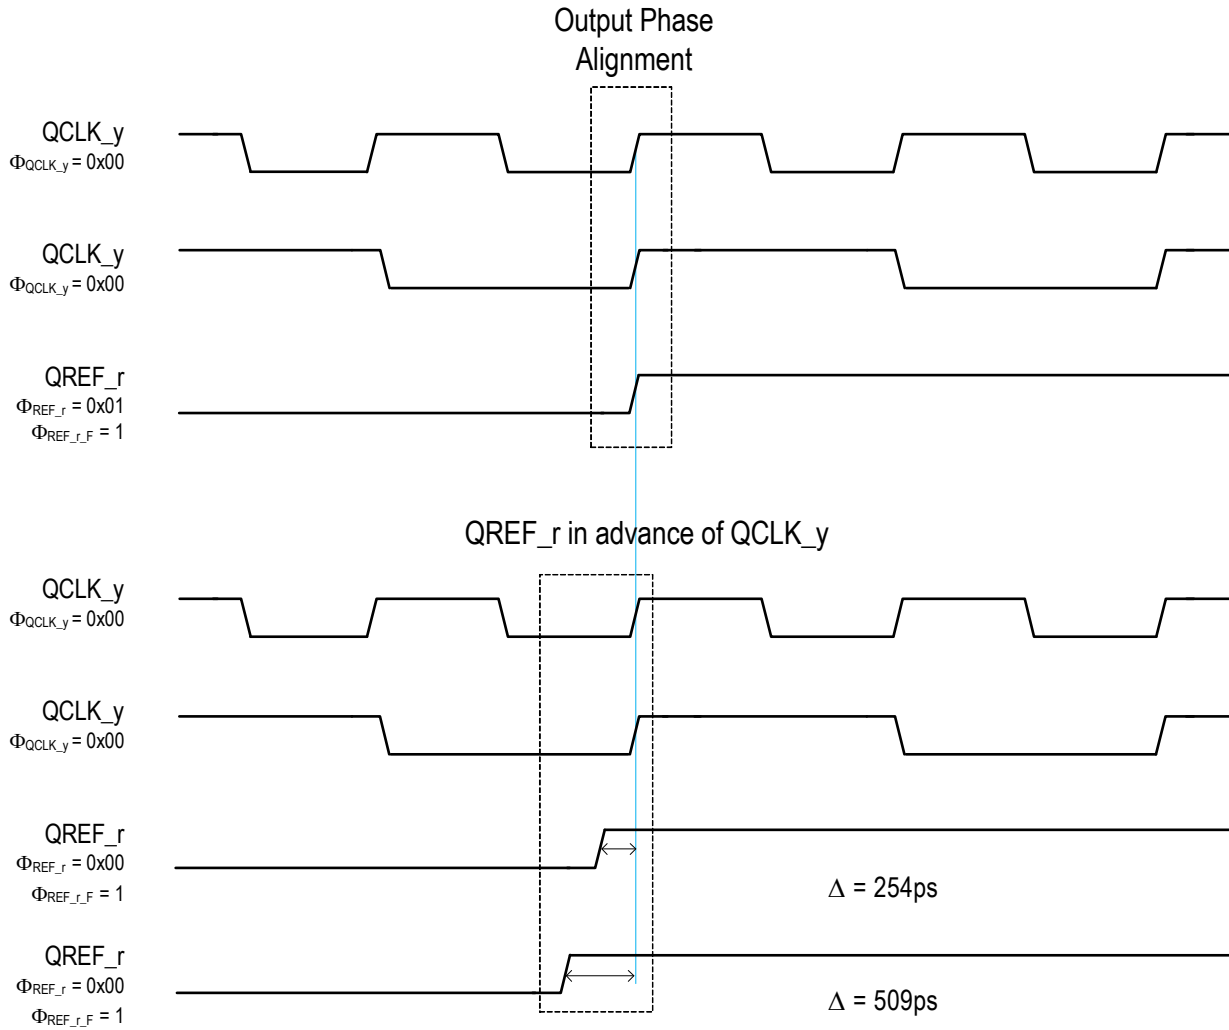 Output Phase
Alignment
QCLK_y
ΦQCLK_y = 0x00
QCLK_y
ΦQCLK_y = 0x00
QREF_r
ΦREF_r = 0x01
ΦREF_r_F = 1
QREF_r in advance of QCLK_y
QCLK_y
ΦQCLK_y = 0x00
QCLK_y
ΦQCLK_y = 0x00
QREF_r
ΦREF_r = 0x00
ΦREF_r_F = 1
Δ = 254ps
QREF_r
ΦREF_r = 0x00
ΦREF_r_F = 1
Δ = 509ps